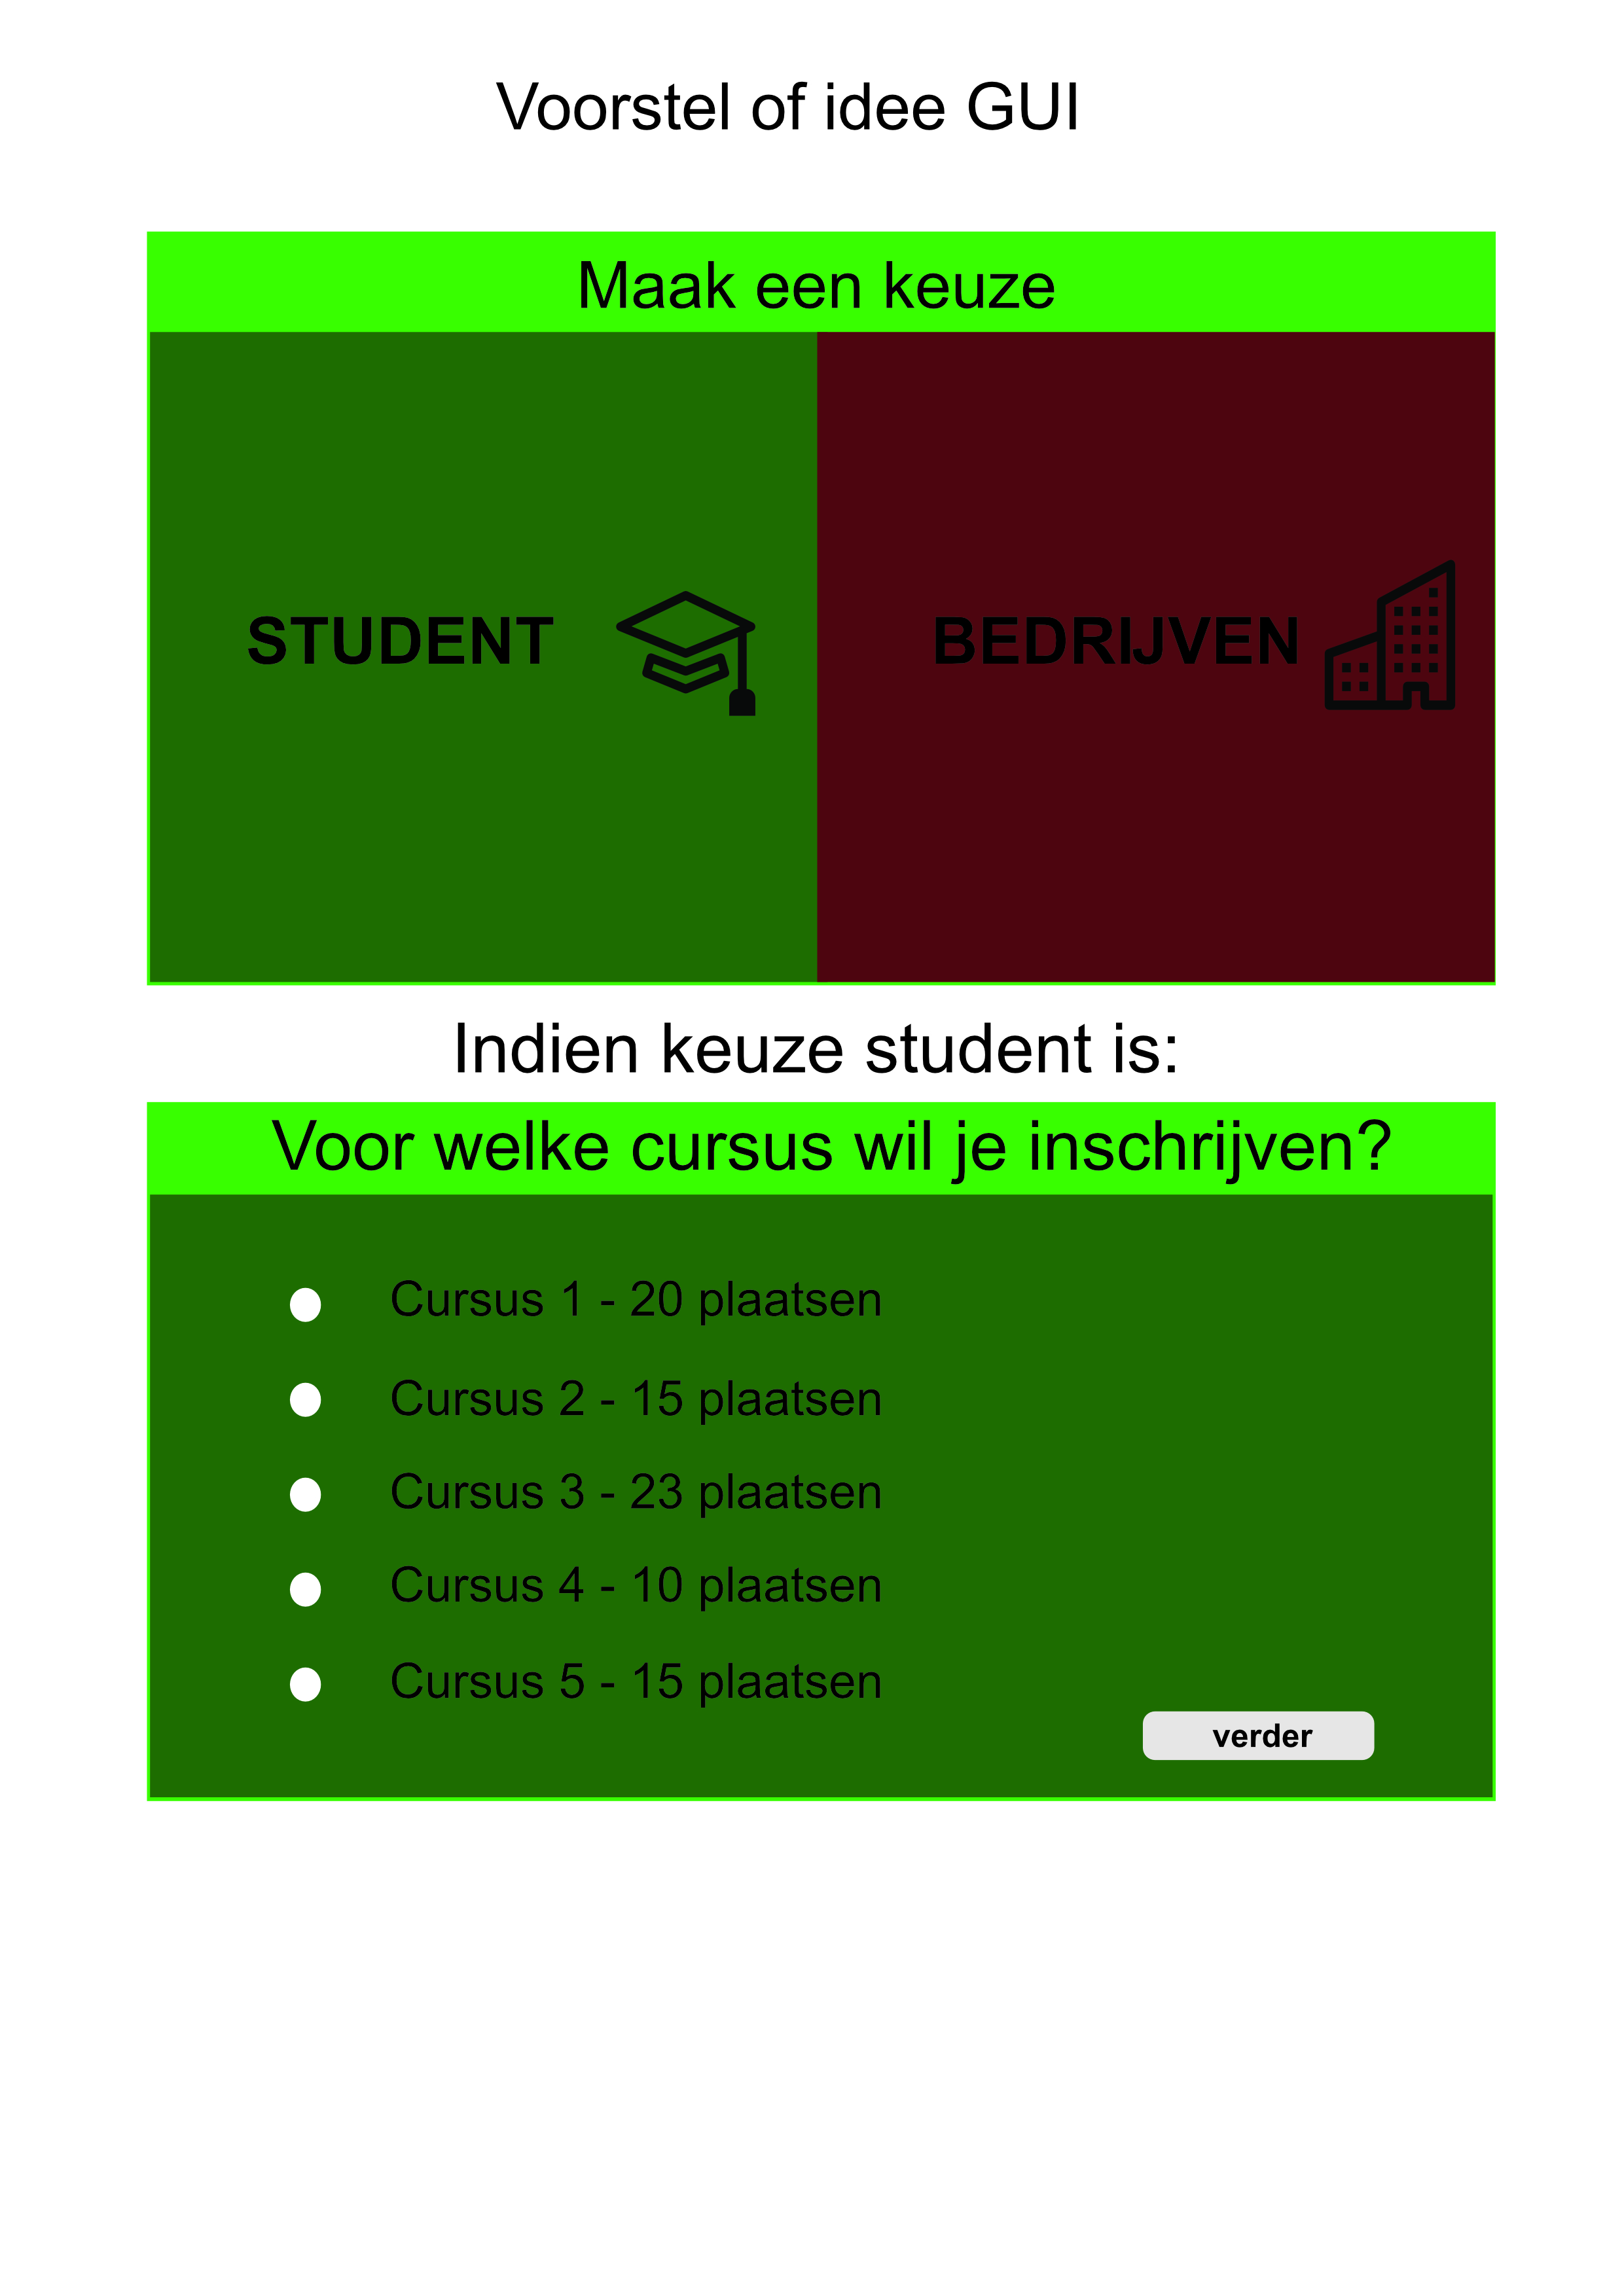 Voorstel of idee GUI
Maak een keuze
STUDENT
BEDRIJVEN
Indien keuze student is:
Voor welke cursus wil je inschrijven?
Cursus 1 - 20 plaatsen
Cursus 2 - 15 plaatsen
Cursus 3 - 23 plaatsen
Cursus 4 - 10 plaatsen
Cursus 5 - 15 plaatsen
verder